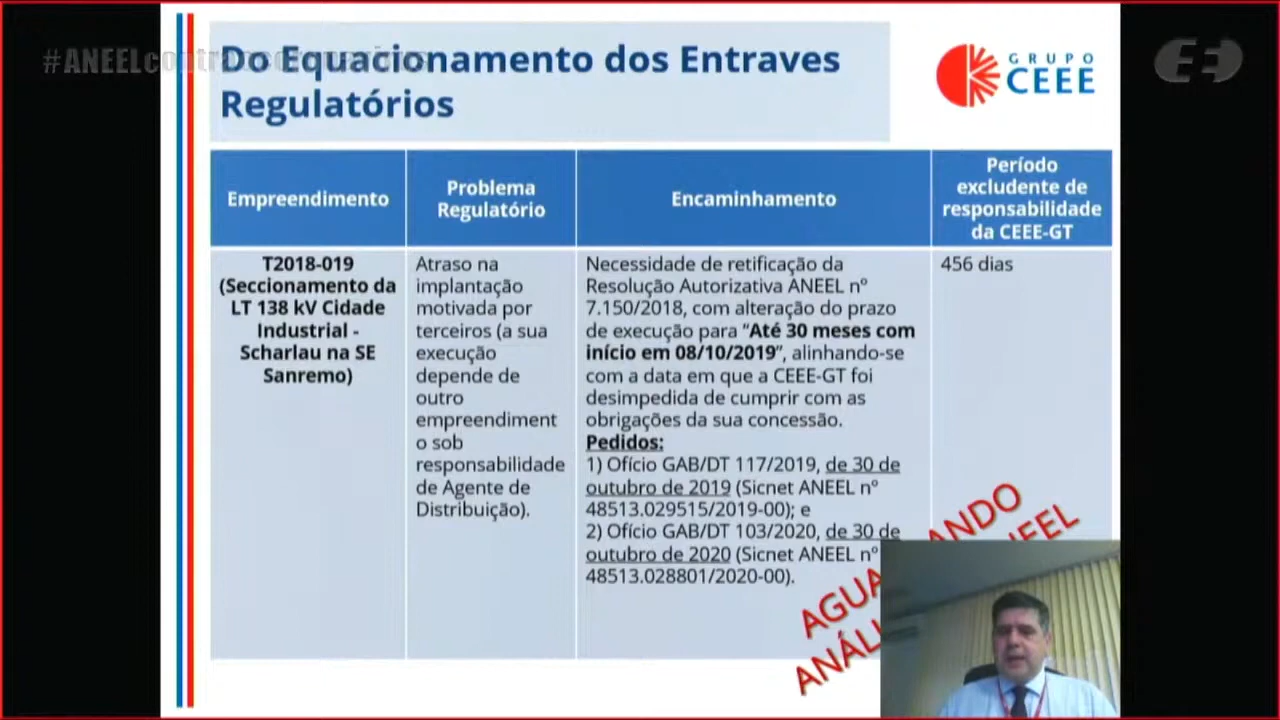 #ANEELcontra
Do Equacionamento dos Entraves
Regulatórios
GRUPO
CEEE
Empreendimento
Problema
Regulatório
Encaminhamento
Período
excludente de
responsabilidade
da CEEE-GT
T2018-019
(Seccionamento da
LT 138 kV Cidade
Industrial -
Scharlau na SE
Sanremo)
Atraso na
implantação
motivada por
terceiros (a sua
execução
depende de
outro
empreendiment
o sob
responsabilidade
de Agente de
Distribuição).
Necessidade de retificação da
Resolução Autorizativa ANEEL nº
7.150/2018, com alteração do prazo
de execução para “Até 30 meses com
início em 08/10/2019”, alinhando-se
com a data em que a CEEE-GT foi
desimpedida de cumprir com as
obrigações da sua concessão.
Pedidos:
1) Ofício GAB/DT 117/2019, de 30 de
outubro de 2019 (Sicnet ANEEL nº
48513.029515/2019-00); e
2) Ofício GAB/DT 103/2020, de 30 de
outubro de 2020 (Sicnet ANEEL nº
48513.028801/2020-00).
456 dias